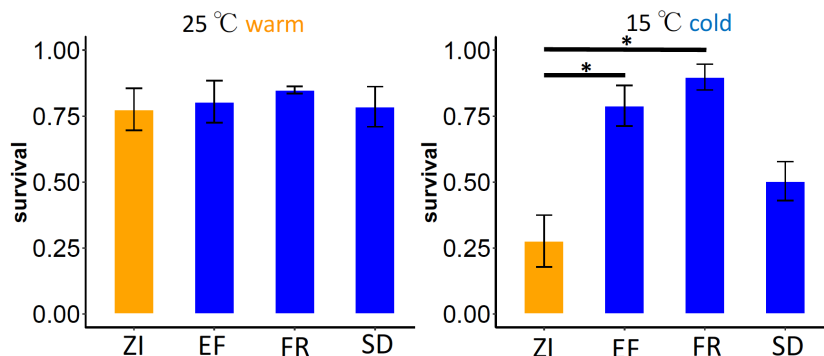 25 ℃ warm
1.00
0.75
0.50
0.25
0.00
survival
ZI EF FR SD
15 ℃ cold
1.00
0.75
0.50
0.25
0.00
survival
*
*
ZI EF FR SD